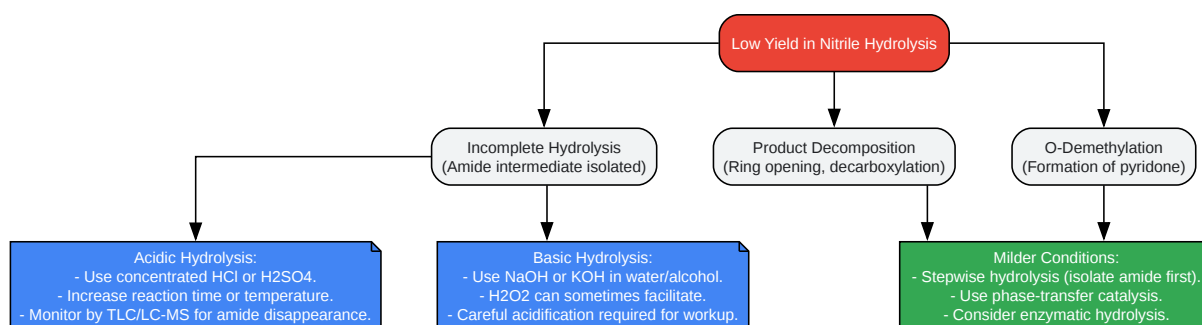 Low Yield in Nitrile Hydrolysis
Incomplete Hydrolysis
(Amide intermediate isolated)
Product Decomposition
(Ring opening, decarboxylation)
O-Demethylation
(Formation of pyridone)
Acidic Hydrolysis:
- Use concentrated HCl or H2SO4.
- Increase reaction time or temperature.
- Monitor by TLC/LC-MS for amide disappearance.
Basic Hydrolysis:
- Use NaOH or KOH in water/alcohol.
- H2O2 can sometimes facilitate.
- Careful acidification required for workup.
Milder Conditions:
- Stepwise hydrolysis (isolate amide first).
- Use phase-transfer catalysis.
- Consider enzymatic hydrolysis.